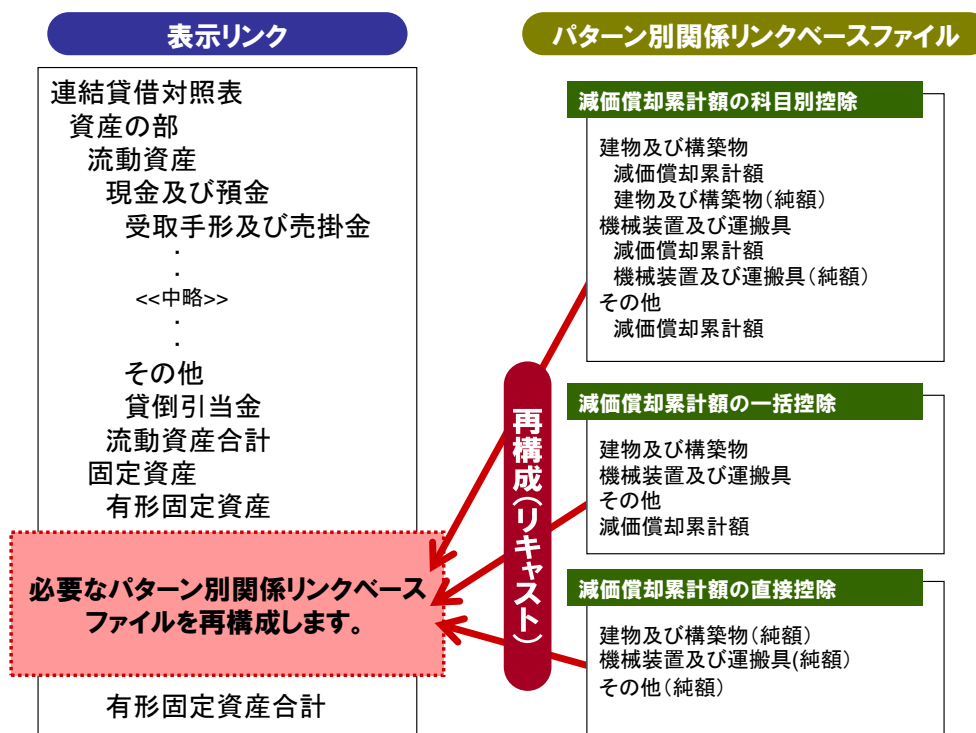 表示リンク
連結貸借対照表
資産の部
流動資産
現金及び預金
受取手形及び売掛金
・
・
<<中略>>
・
・
その他
貸倒引当金
流動資産合計
固定資産
有形固定資産
必要なパターン別関係リンクベース
ファイルを再構成します。
有形固定資産合計
再構成(リキャスト)
パターン別関係リンクベースファイル
減価償却累計額の科目別控除
建物及び構築物
減価償却累計額
建物及び構築物(純額)
機械装置及び運搬具
減価償却累計額
機械装置及び運搬具(純額)
その他
減価償却累計額
減価償却累計額の一括控除
建物及び構築物
機械装置及び運搬具
その他
減価償却累計額
減価償却累計額の直接控除
建物及び構築物(純額)
機械装置及び運搬具(純額)
その他(純額)